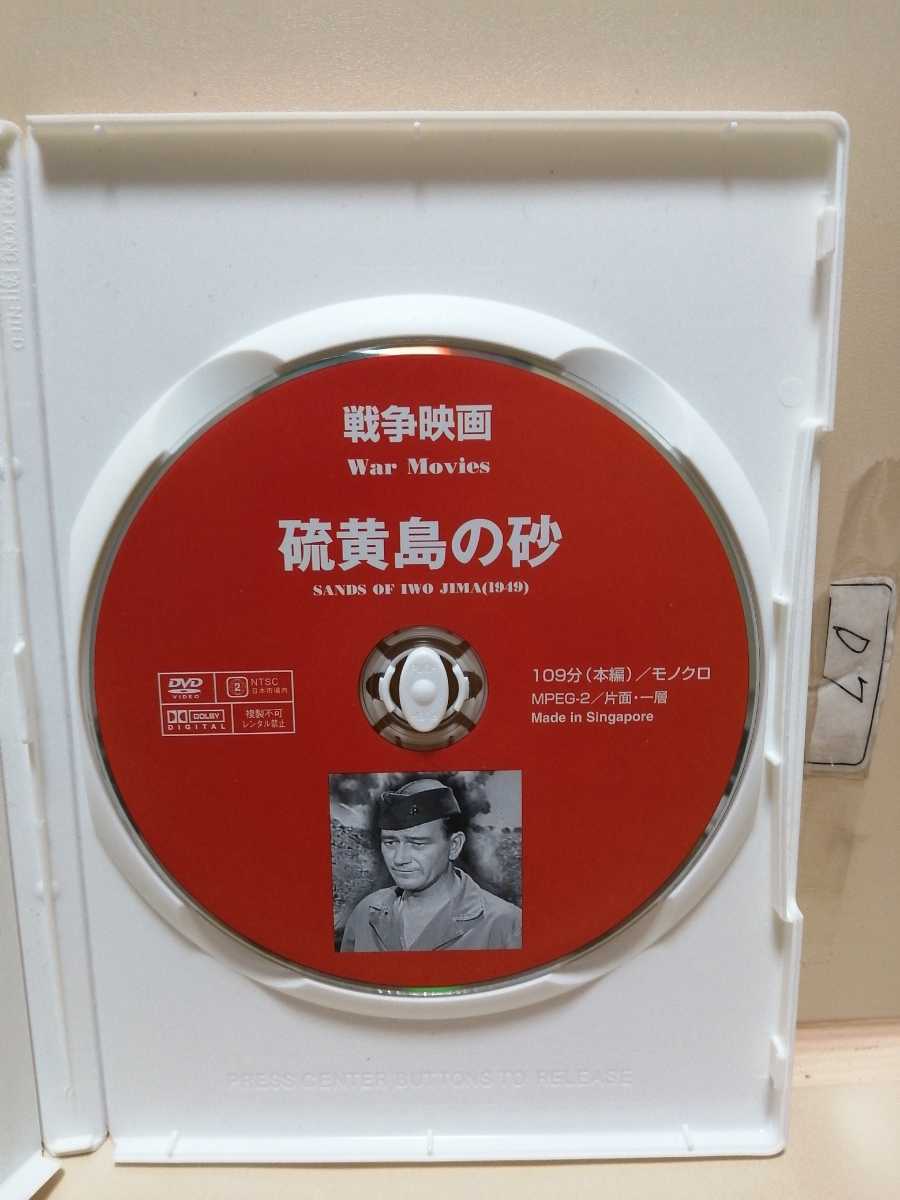 戦争映画
War Movies
硫黄島の砂
SANDS OF IWO JIMA(1949)
DVD
VIDEO
2
NTSC
日本市場向
DOLBY
DIGITAL
複製不可
レンタル禁止
109分(本編)/モノクロ
MPEG-2/片面・一層
Made in Singapore
PRESS CENTER BUTTONS TO RELEASE